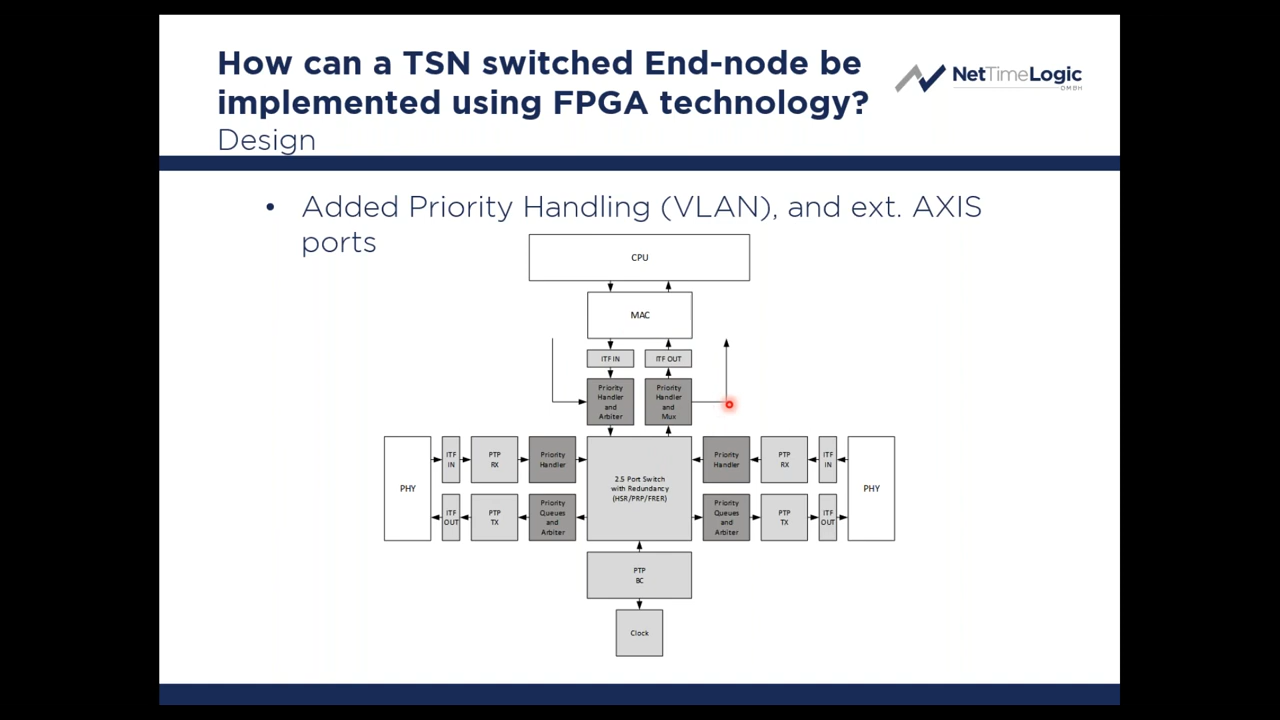 How can a TSN switched End-node be
implemented using FPGA technology?
Design
NetTimeLogic
GMBH
• Added Priority Handling (VLAN), and ext. AXIS
ports
CPU
MAC
ITF IN
ITF OUT
Priority
Handler
and
Arbiter
Priority
Handler
and
Mux
PHY
ITF
IN
PTP
RX
Priority
Handler
2.5 Port Switch
with Redundancy
(HSR/PRP/FRER)
Priority
Handler
PTP
RX
ITF
IN
PHY
ITF
OUT
PTP
TX
Priority
Queues
and
Arbiter
Priority
Queues
and
Arbiter
PTP
TX
ITF
OUT
PTP
BC
Clock